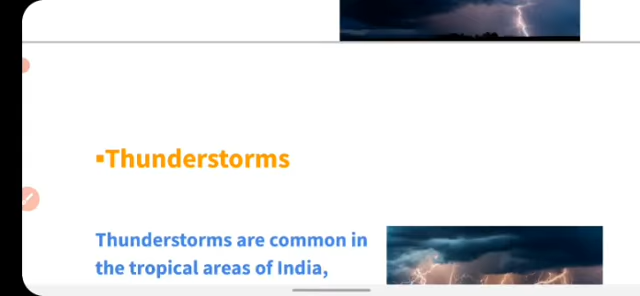 ▪Thunderstorms
Thunderstorms are common in
the tropical areas of India,